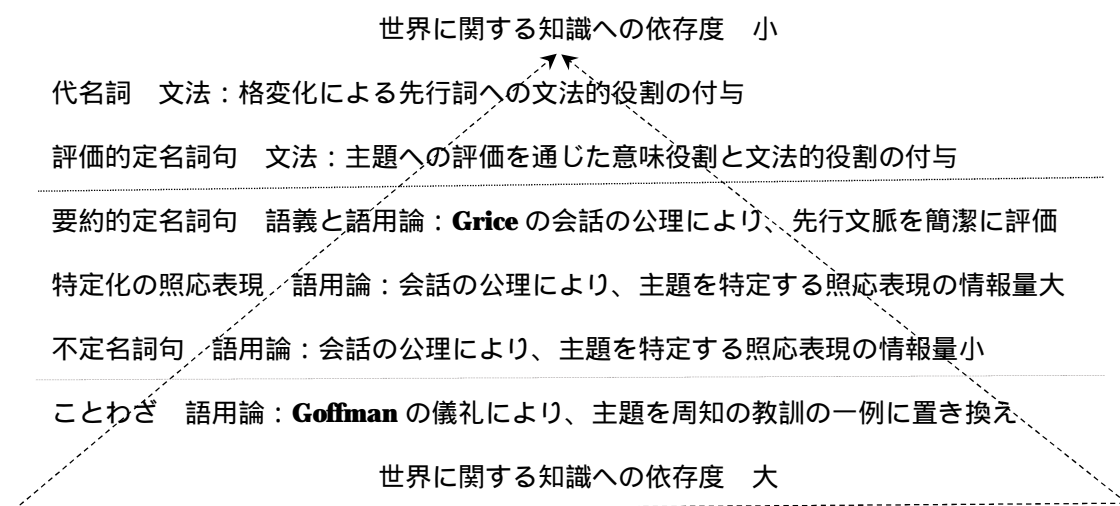 世界に関する知識への依存度　小
代名詞　文法：格変化による先行詞への文法的役割の付与
評価的定名詞句　文法：主題への評価を通じた意味役割と文法的役割の付与
要約的定名詞句　語義と語用論：Grice の会話の公理により、先行文脈を簡潔に評価
特定化の照応表現　語用論：会話の公理により、主題を特定する照応表現の情報量大
不定名詞句　語用論：会話の公理により、主題を特定する照応表現の情報量小
ことわざ　語用論：Goffman の儀礼により、主題を周知の教訓の一例に置き換え
世界に関する知識への依存度　大